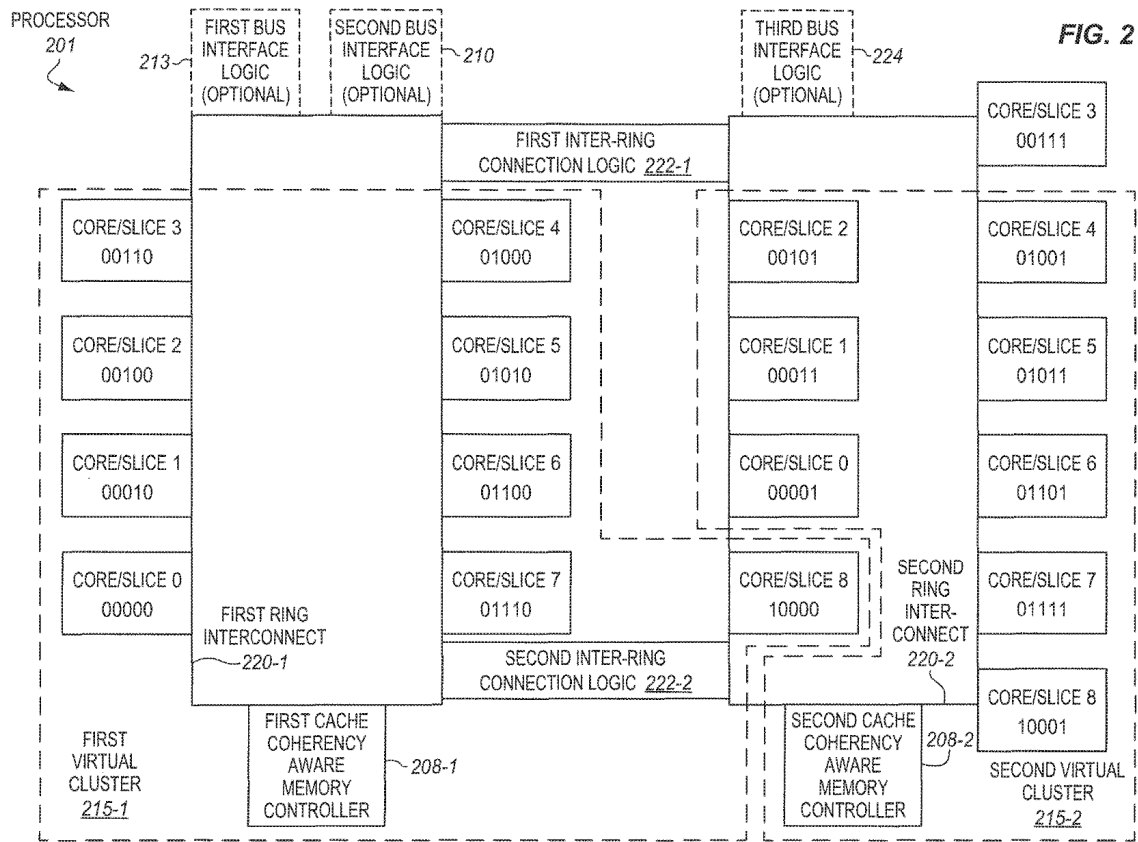 PROCESSOR
201
FIRST BUS
INTERFACE
LOGIC
(OPTIONAL)
213
SECOND BUS
INTERFACE
LOGIC
(OPTIONAL)
210
THIRD BUS
INTERFACE
LOGIC
(OPTIONAL)
224
FIG. 2
CORE/SLICE 3
00111
FIRST INTER-RING
CONNECTION LOGIC 222-1
CORE/SLICE 3
00110
CORE/SLICE 4
01000
CORE/SLICE 2
00101
CORE/SLICE 4
01001
CORE/SLICE 2
00100
CORE/SLICE 5
01010
CORE/SLICE 1
00011
CORE/SLICE 5
01011
CORE/SLICE 1
00010
CORE/SLICE 6
01100
CORE/SLICE 0
00001
CORE/SLICE 6
01101
CORE/SLICE 0
00000
CORE/SLICE 7
01110
CORE/SLICE 8
10000
CORE/SLICE 7
01111
FIRST RING
INTERCONNECT
220-1
SECOND
RING
INTER-
CONNECT
220-2
SECOND INTER-RING
CONNECTION LOGIC 222-2
CORE/SLICE 8
10001
FIRST
VIRTUAL
CLUSTER
215-1
FIRST CACHE
COHERENCY
AWARE
MEMORY
CONTROLLER
208-1
SECOND CACHE
COHERENCY
AWARE
MEMORY
CONTROLLER
208-2
SECOND VIRTUAL
CLUSTER
215-2